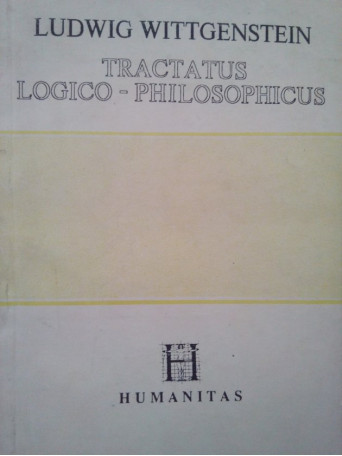 LUDWIG WITTGENSTEIN
TRACTATUS
LOGICO - PHILOSOPHICUS
H
HUMANITAS